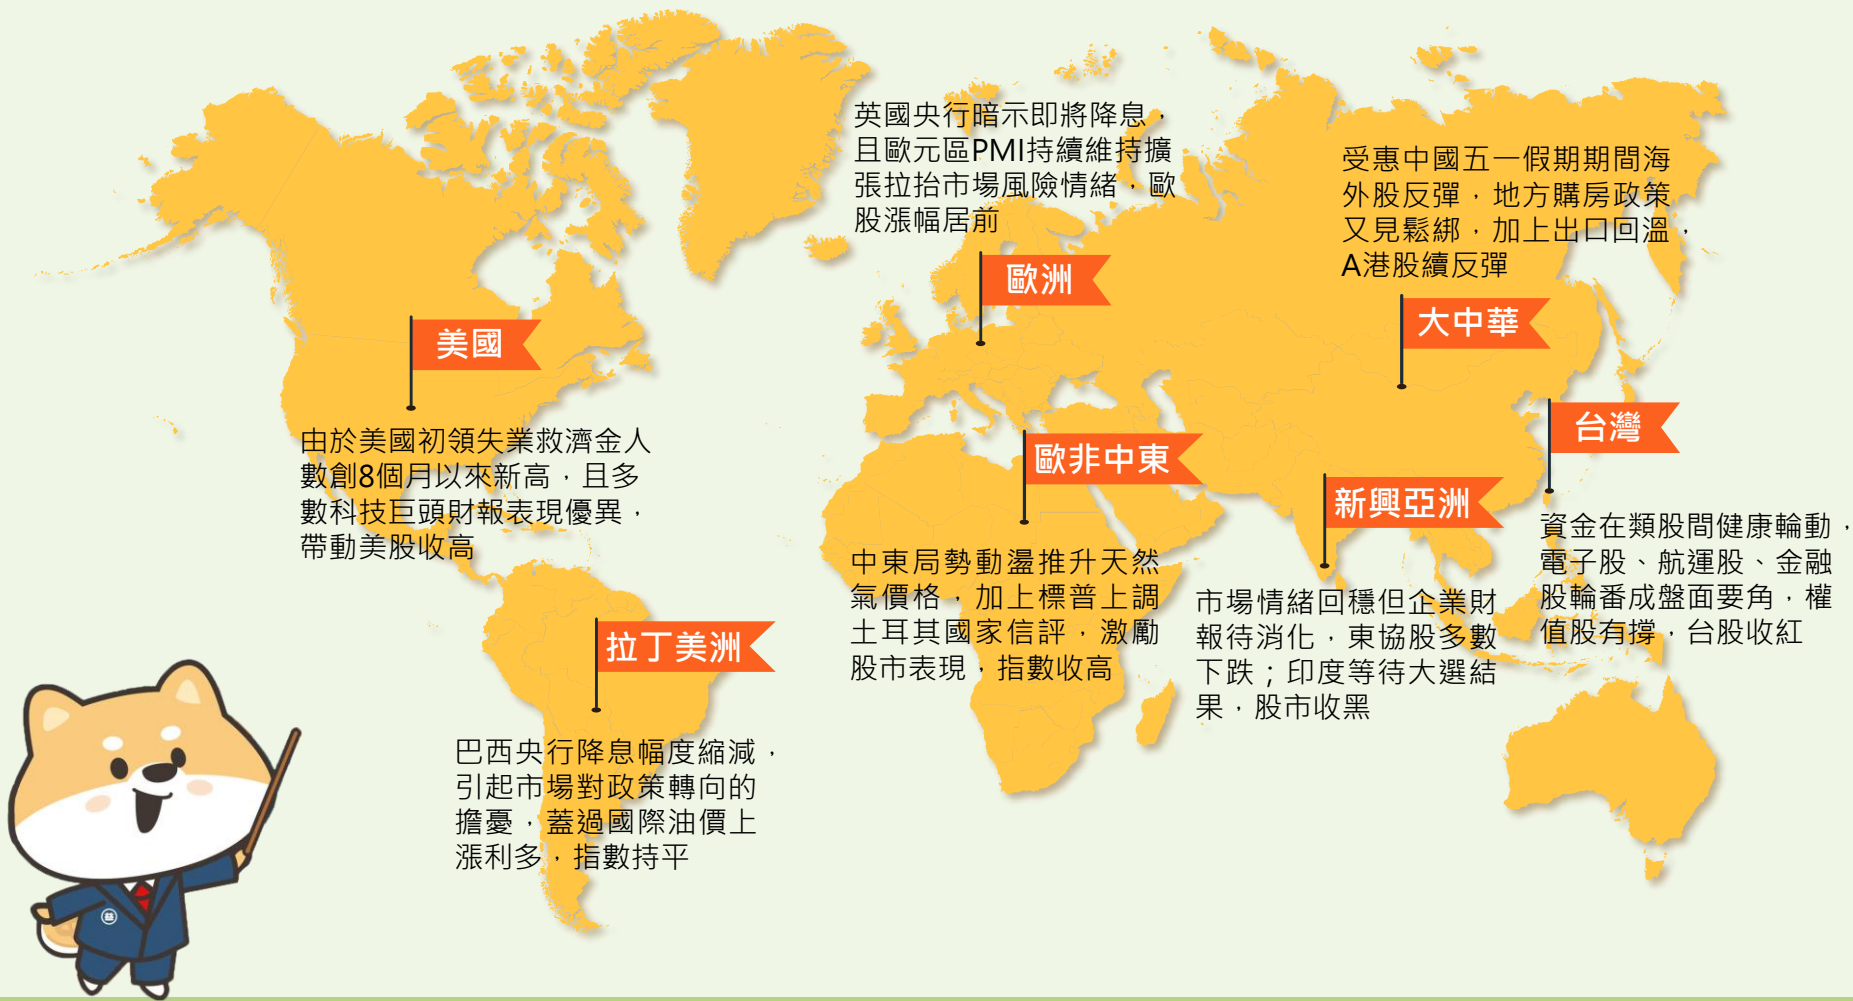 英國央行暗示即將降息，
且歐元區PMI持續維持擴
張拉抬市場風險情緒，歐
股漲幅居前
歐洲
受惠中國五一假期期間海
外股反彈，地方購房政策
又見鬆綁，加上出口回溫，
A港股續反彈
大中華
美國
由於美國初領失業救濟金人
數創8個月以來新高，且多
數科技巨頭財報表現優異，
帶動美股收高
歐非中東
中東局勢動盪推升天然
氣價格，加上標普上調
土耳其國家信評，激勵
股市表現，指數收高
新興亞洲
市場情緒回穩但企業財
報待消化，東協股多數
下跌；印度等待大選結
果，股市收黑
台灣
資金在類股間健康輪動，
電子股、航運股、金融
股輪番成盤面要角，權
值股有撐，台股收紅
拉丁美洲
巴西央行降息幅度縮減，
引起市場對政策轉向的
擔憂，蓋過國際油價上
漲利多，指數持平